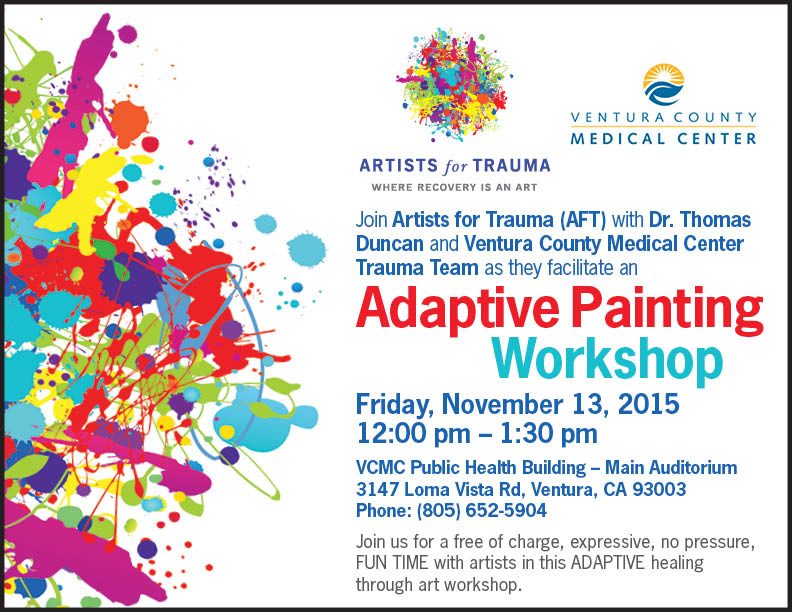 ARTISTS for TRAUMA
WHERE RECOVERY IS AN ART
VENTURA COUNTY
MEDICAL CENTER
Join Artists for Trauma (AFT) with Dr. Thomas
Duncan and Ventura County Medical Center
Trauma Team as they facilitate an
Adaptive Painting
Workshop
Friday, November 13, 2015
12:00 pm – 1:30 pm
VCMC Public Health Building – Main Auditorium
3147 Loma Vista Rd, Ventura, CA 93003
Phone: (805) 652-5904
Join us for a free of charge, expressive, no pressure,
FUN TIME with artists in this ADAPTIVE healing
through art workshop.